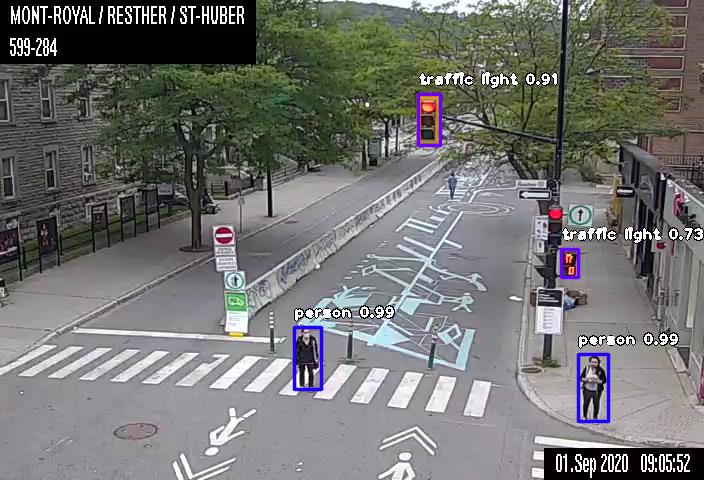 MONT-ROYAL / RESTHER / ST-HUBER
599-284
traffic light 0.91
traffic light 0.73
person 0.99
person 0.99
01.Sep 2020 09:05:52